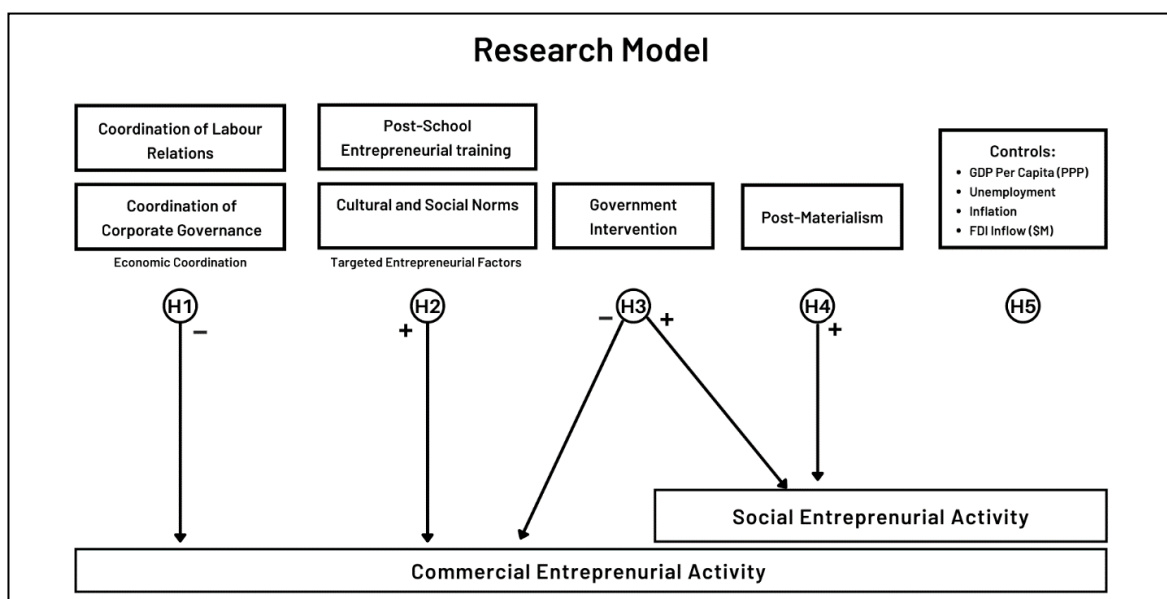 Research Model
Coordination of Labour
Relations
Coordination of
Corporate Governance
Economic Coordination
Post-School
Entrepreneurial training
Cultural and Social Norms
Targeted Entrepreneurial Factors
Government
Intervention
Post-Materialism
Controls:
• GDP Per Capita (PPP)
• Unemployment
• Inflation
• FDI Inflow ($M)
H1
−
H2
+
H3
−
+
H4
+
H5
Social Entreprenurial Activity
Commercial Entreprenurial Activity